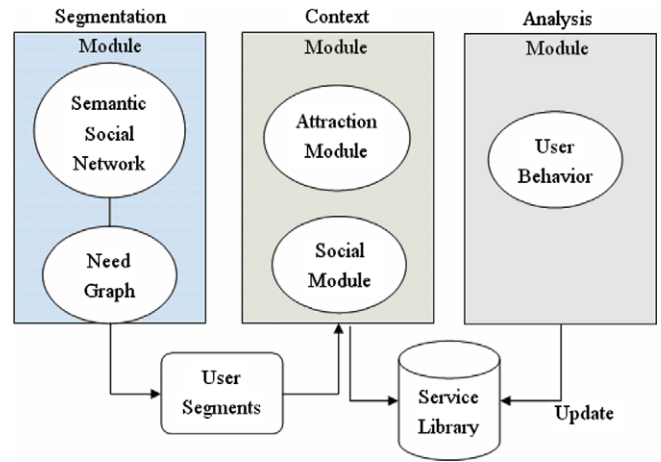 Segmentation
Module
Semantic
Social
Network
Need
Graph
Context
Module
Attraction
Module
Social
Module
Analysis
Module
User
Behavior
User
Segments
Service
Library
Update